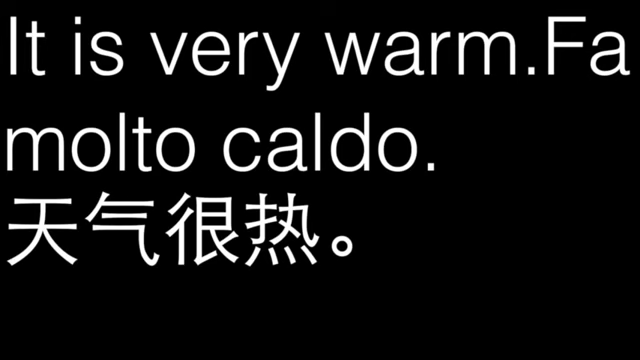 It is very warm.Fa
molto caldo.
天气很热。